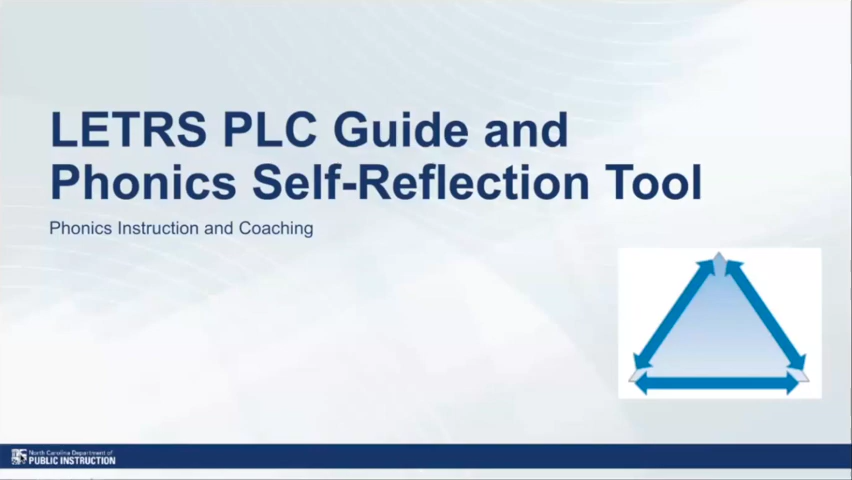 LETRS PLC Guide and
Phonics Self-Reflection Tool
Phonics Instruction and Coaching
North Carolina Department of
PUBLIC INSTRUCTION